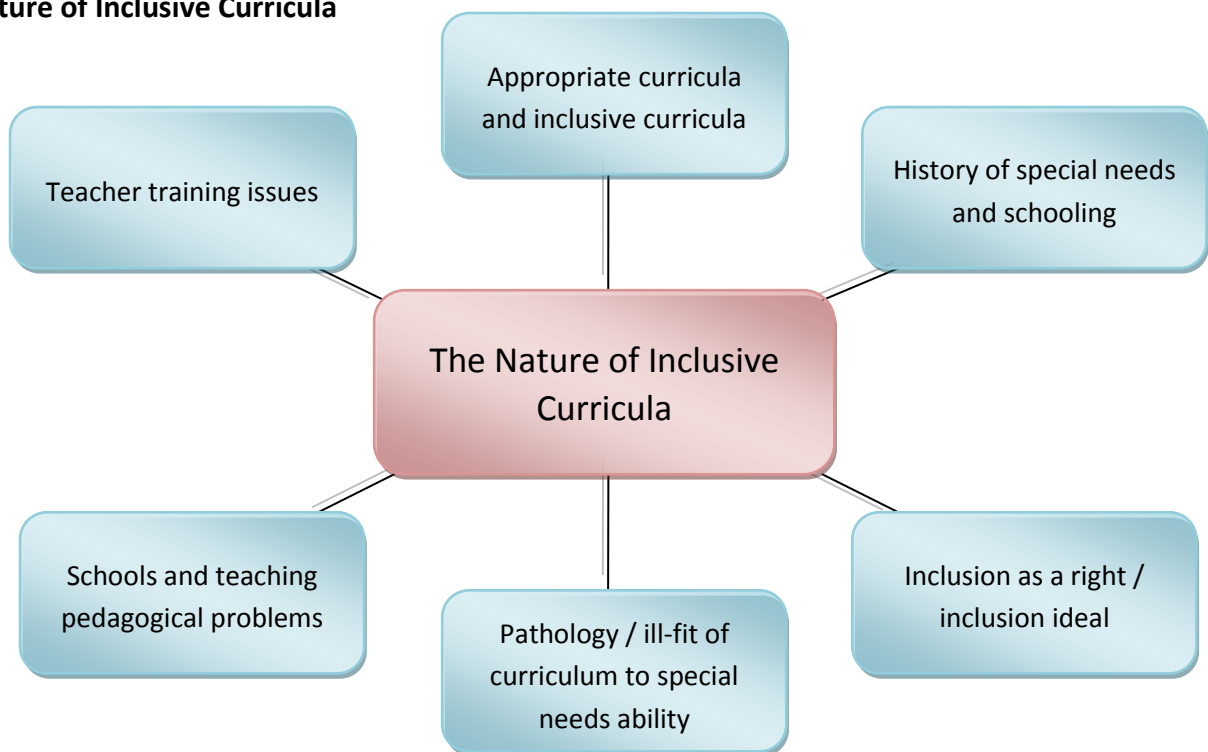 ture of Inclusive Curricula
Appropriate curricula
and inclusive curricula
Teacher training issues
History of special needs
and schooling
The Nature of Inclusive
Curricula
Schools and teaching
pedagogical problems
Inclusion as a right /
inclusion ideal
Pathology / ill-fit of
curriculum to special
needs ability